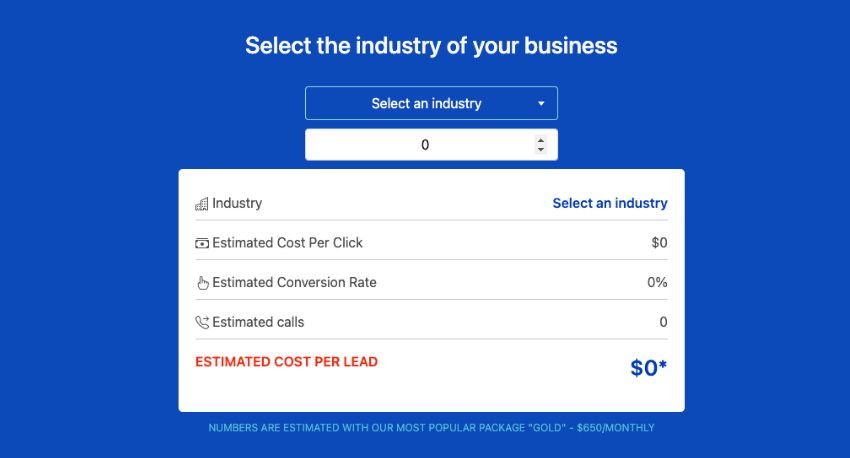 Select the industry of your business
Select an industry
0
Industry Select an industry
Estimated Cost Per Click $0
Estimated Conversion Rate 0%
Estimated calls 0
ESTIMATED COST PER LEAD $0*
NUMBERS ARE ESTIMATED WITH OUR MOST POPULAR PACKAGE "GOLD" - $650/MONTHLY